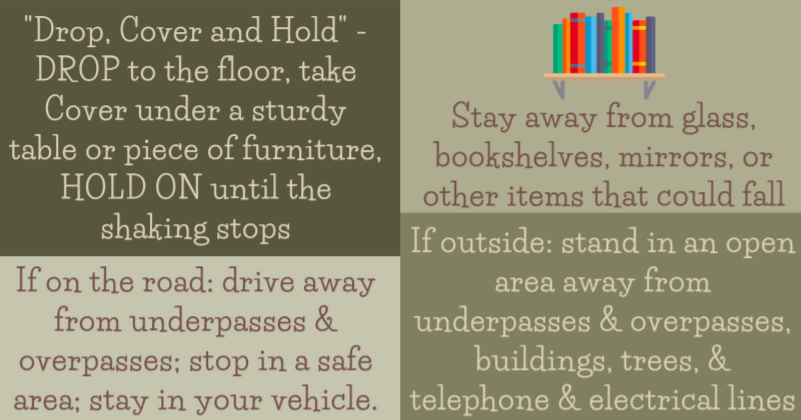 "Drop, Cover and Hold" -
DROP to the floor, take
Cover under a sturdy
table or piece of furniture,
HOLD ON until the
shaking stops
Stay away from glass,
bookshelves, mirrors, or
other items that could fall
If on the road: drive away
from underpasses &
overpasses; stop in a safe
area; stay in your vehicle.
If outside: stand in an open
area away from
underpasses & overpasses,
buildings, trees, &
telephone & electrical lines